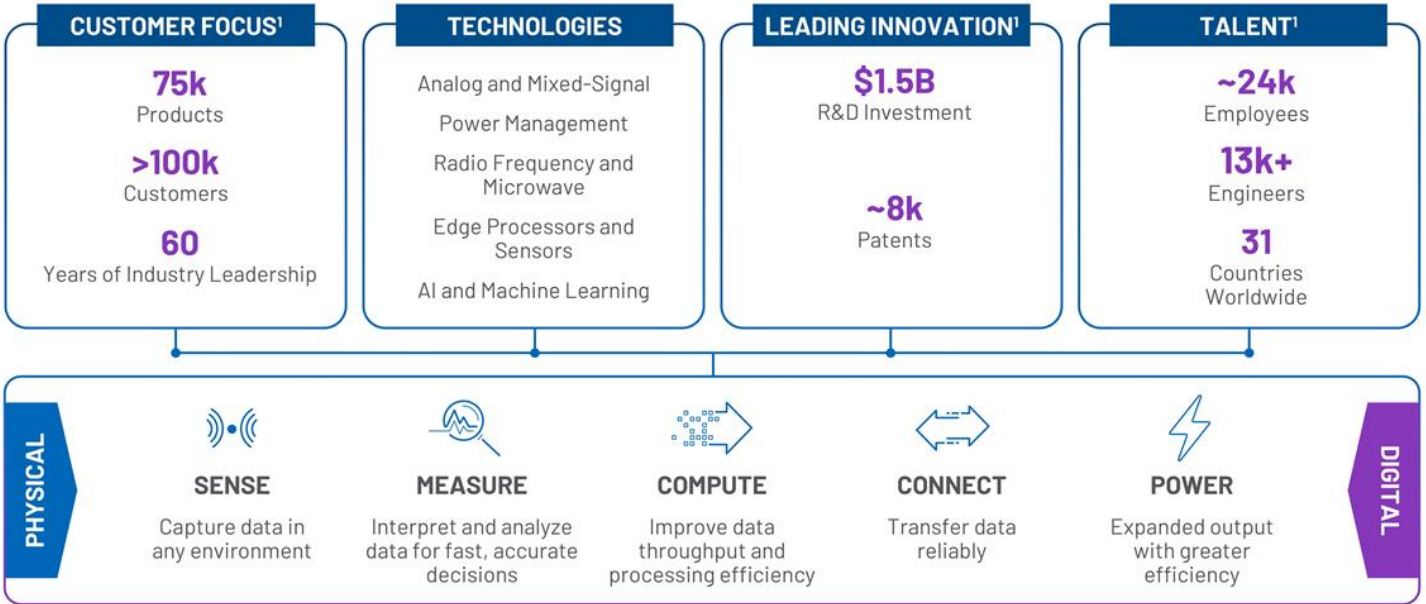 CUSTOMER FOCUS¹
75k
Products
>100k
Customers
60
Years of Industry Leadership
TECHNOLOGIES
Analog and Mixed-Signal
Power Management
Radio Frequency and
Microwave
Edge Processors and
Sensors
AI and Machine Learning
LEADING INNOVATION¹
$1.5B
R&D Investment
~8k
Patents
TALENT¹
~24k
Employees
13k+
Engineers
31
Countries
Worldwide
PHYSICAL
SENSE
Capture data in
any environment
MEASURE
Interpret and analyze
data for fast, accurate
decisions
COMPUTE
Improve data
throughput and
processing efficiency
CONNECT
Transfer data
reliably
POWER
Expanded output
with greater
efficiency
DIGITAL